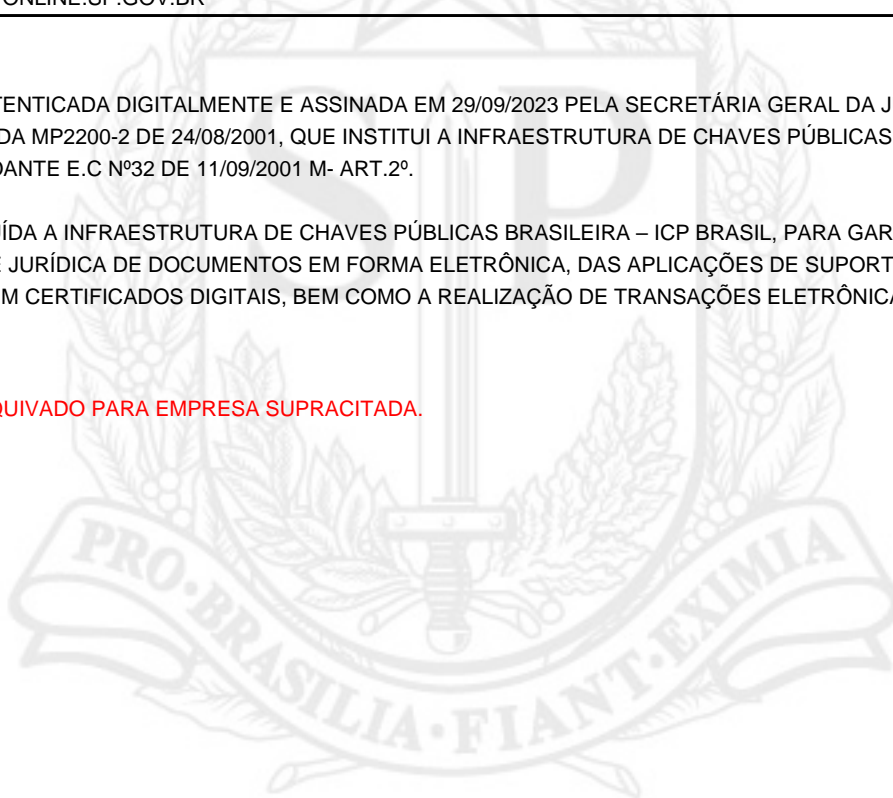 ONLINE.SP.GOV.BR
TENTICADA DIGITALMENTE E ASSINADA EM 29/09/2023 PELA SECRETÁRIA GERAL DA J
DA MP2200-2 DE 24/08/2001, QUE INSTITUI A INFRAESTRUTURA DE CHAVES PÚBLICAS
DANTE E.C Nº32 DE 11/09/2001 M- ART.2º.
ÍDA A INFRAESTRUTURA DE CHAVES PÚBLICAS BRASILEIRA – ICP BRASIL, PARA GAR
E JURÍDICA DE DOCUMENTOS EM FORMA ELETRÔNICA, DAS APLICAÇÕES DE SUPORT
M CERTIFICADOS DIGITAIS, BEM COMO A REALIZAÇÃO DE TRANSAÇÕES ELETRÔNICA
QUIVADO PARA EMPRESA SUPRACITADA.
SP
PRO·BRASILIA·FIANT·EXIMIA